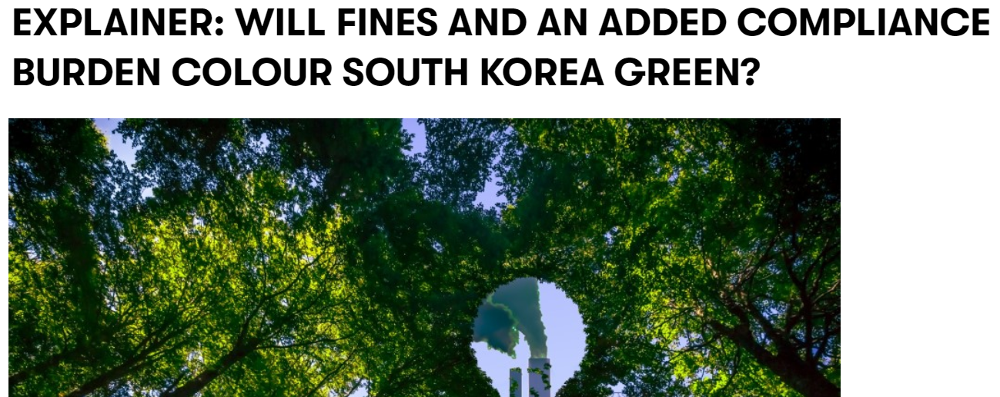 EXPLAINER: WILL FINES AND AN ADDED COMPLIANCE
BURDEN COLOUR SOUTH KOREA GREEN?